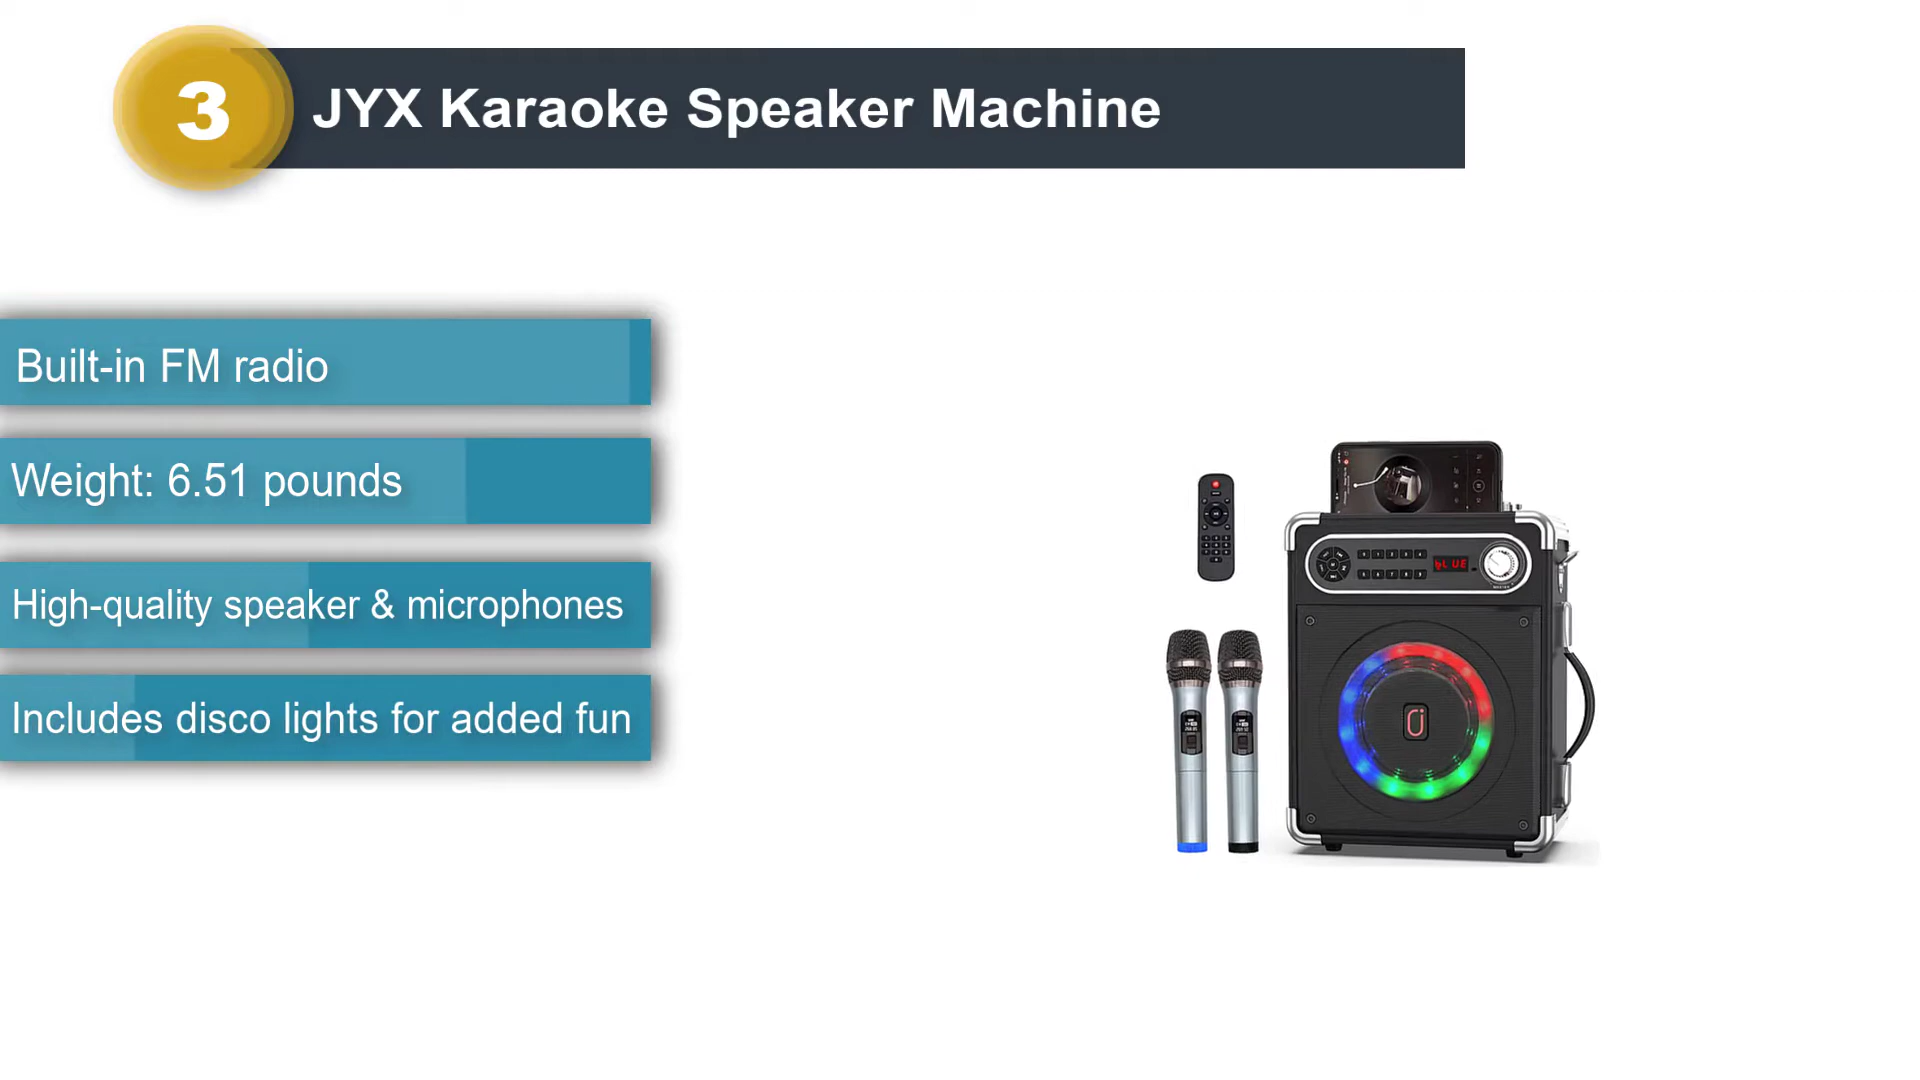 3
JYX Karaoke Speaker Machine
Built-in FM radio
Weight: 6.51 pounds
High-quality speaker & microphones
Includes disco lights for added fun
bLUE